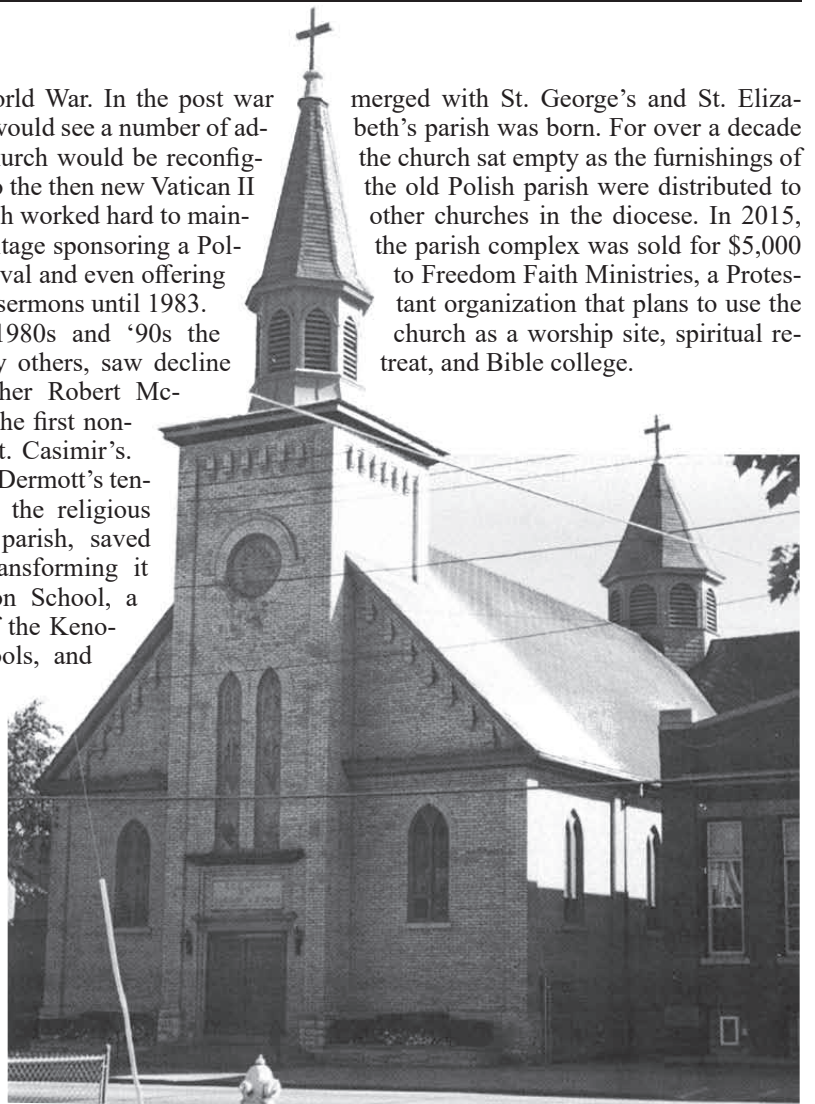 orld War. In the post war
would see a number of ad-
hurch would be reconfig-
o the then new Vatican II
h worked hard to main-
tage sponsoring a Pol-
val and even offering
sermons until 1983.
1980s and ‘90s the
y others, saw decline
her Robert Mc-
he first non-
t. Casimir’s.
Dermott’s ten-
the religious
parish, saved
ansforming it
on School, a
f the Keno-
ools, and
merged with St. George’s and St. Eliza-
beth’s parish was born. For over a decade
the church sat empty as the furnishings of
the old Polish parish were distributed to
other churches in the diocese. In 2015,
the parish complex was sold for $5,000
to Freedom Faith Ministries, a Protes-
tant organization that plans to use the
church as a worship site, spiritual re-
treat, and Bible college.